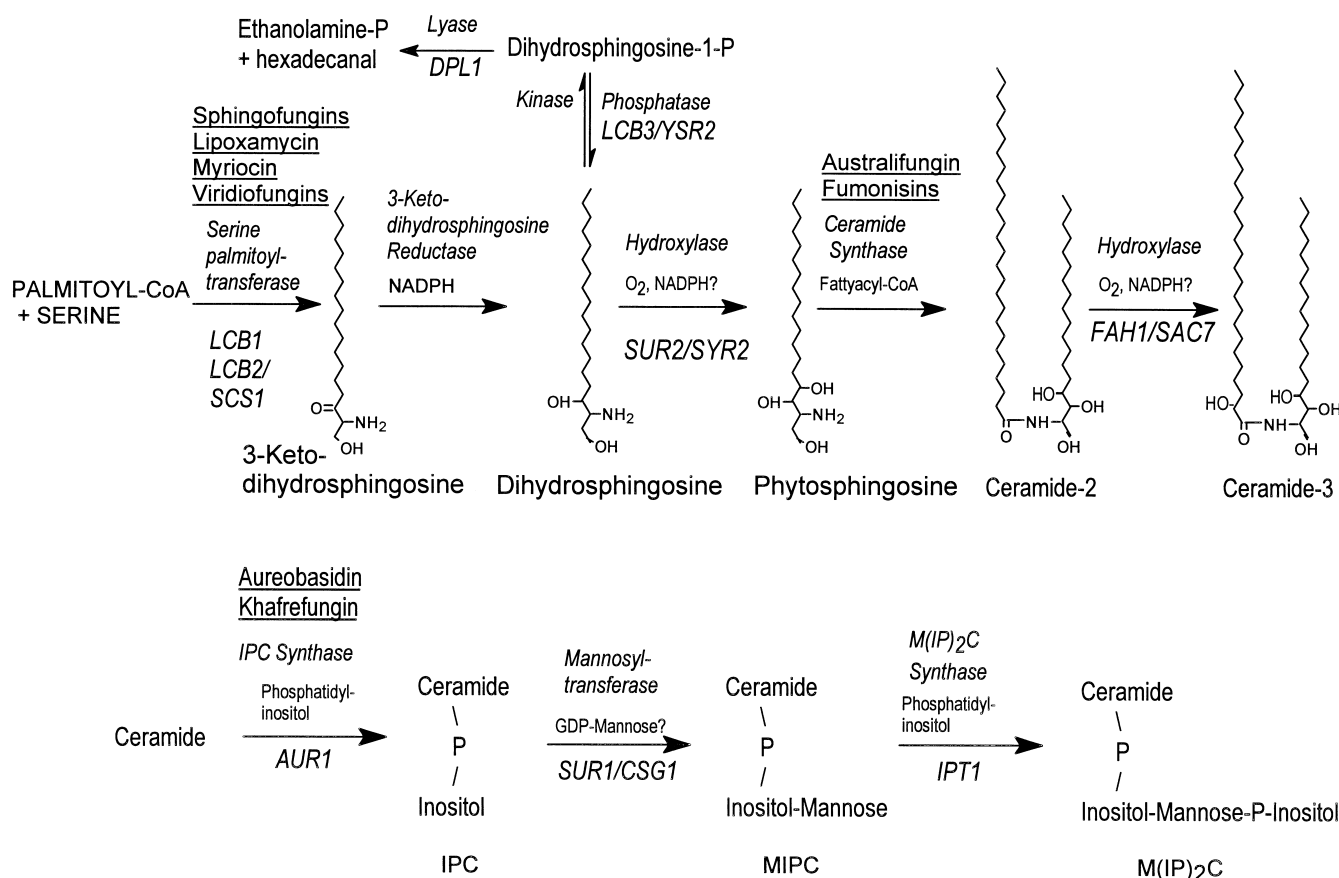 Ethanolamine-P
+ hexadecanal
Lyase
DPL1
Dihydrosphingosine-1-P
Kinase
Phosphatase
LCB3/YSR2
Sphingofungins
Lipoxamycin
Myriocin
Viridiofungins
Serine
palmitoyl-
transferase
PALMITOYL-CoA
+ SERINE
LCB1
LCB2/
SCS1
O
NH2
OH
3-Keto-
dihydrosphingosine
3-Keto-
dihydrosphingosine
Reductase
NADPH
OH
NH2
OH
Dihydrosphingosine
Hydroxylase
O2, NADPH?
SUR2/SYR2
OH
OH
NH2
OH
Phytosphingosine
Australifungin
Fumonisins
Ceramide
Synthase
Fattyacyl-CoA
HO
OH
NH
O
OH
Ceramide-2
Hydroxylase
O2, NADPH?
FAH1/SAC7
HO
HO
OH
NH
O
OH
Ceramide-3
Aureobasidin
Khafrefungin
IPC Synthase
Phosphatidyl-
inositol
Ceramide
AUR1
Ceramide
P
Inositol
IPC
Mannosyl-
transferase
GDP-Mannose?
SUR1/CSG1
Ceramide
P
Inositol-Mannose
MIPC
M(IP)2C
Synthase
Phosphatidyl-
inositol
IPT1
Ceramide
P
Inositol-Mannose-P-Inositol
M(IP)2C